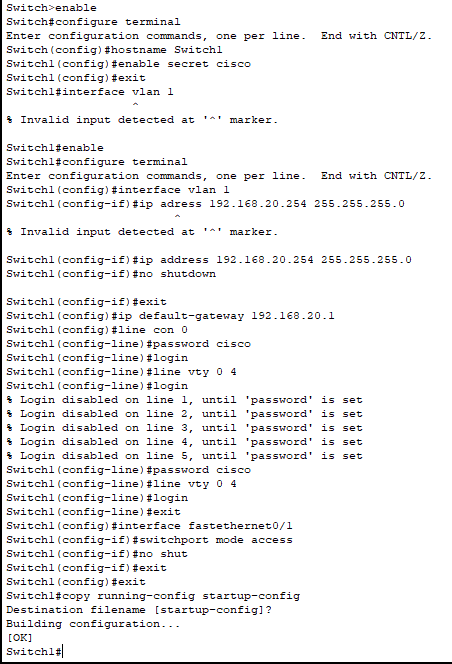 Switch>enable
Switch#configure terminal
Enter configuration commands, one per line.  End with CNTL/Z.
Switch(config)#hostname Switch1
Switch1(config)#enable secret cisco
Switch1(config)#exit
Switch1#interface vlan 1
^
% Invalid input detected at '^' marker.
Switch1#enable
Switch1#configure terminal
Enter configuration commands, one per line.  End with CNTL/Z.
Switch1(config)#interface vlan 1
Switch1(config-if)#ip adress 192.168.20.254 255.255.255.0
^
% Invalid input detected at '^' marker.
Switch1(config-if)#ip address 192.168.20.254 255.255.255.0
Switch1(config-if)#no shutdown
Switch1(config-if)#exit
Switch1(config)#ip default-gateway 192.168.20.1
Switch1(config)#line con 0
Switch1(config-line)#password cisco
Switch1(config-line)#login
Switch1(config-line)#line vty 0 4
Switch1(config-line)#login
% Login disabled on line 1, until 'password' is set
% Login disabled on line 2, until 'password' is set
% Login disabled on line 3, until 'password' is set
% Login disabled on line 4, until 'password' is set
% Login disabled on line 5, until 'password' is set
Switch1(config-line)#password cisco
Switch1(config-line)#line vty 0 4
Switch1(config-line)#login
Switch1(config-line)#exit
Switch1(config)#interface fastethernet0/1
Switch1(config-if)#switchport mode access
Switch1(config-if)#no shut
Switch1(config-if)#exit
Switch1(config)#exit
Switch1#copy running-config startup-config
Destination filename [startup-config]?
Building configuration...
[OK]
Switch1#